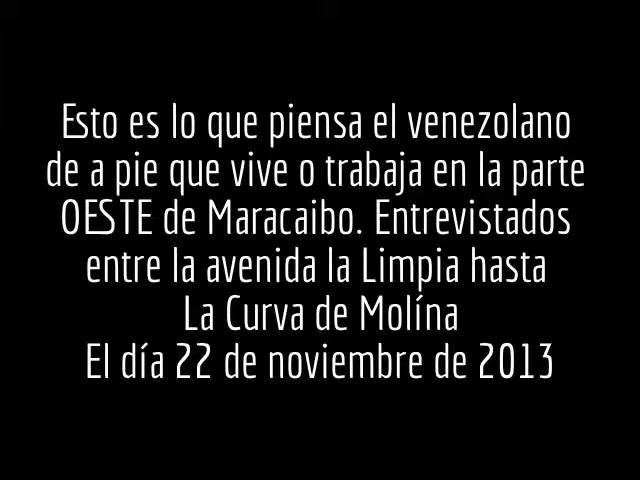 Esto es lo que piensa el venezolano
de a pie que vive o trabaja en la parte
OESTE de Maracaibo. Entrevistados
entre la avenida la Limpia hasta
La Curva de Molína
El día 22 de noviembre de 2013